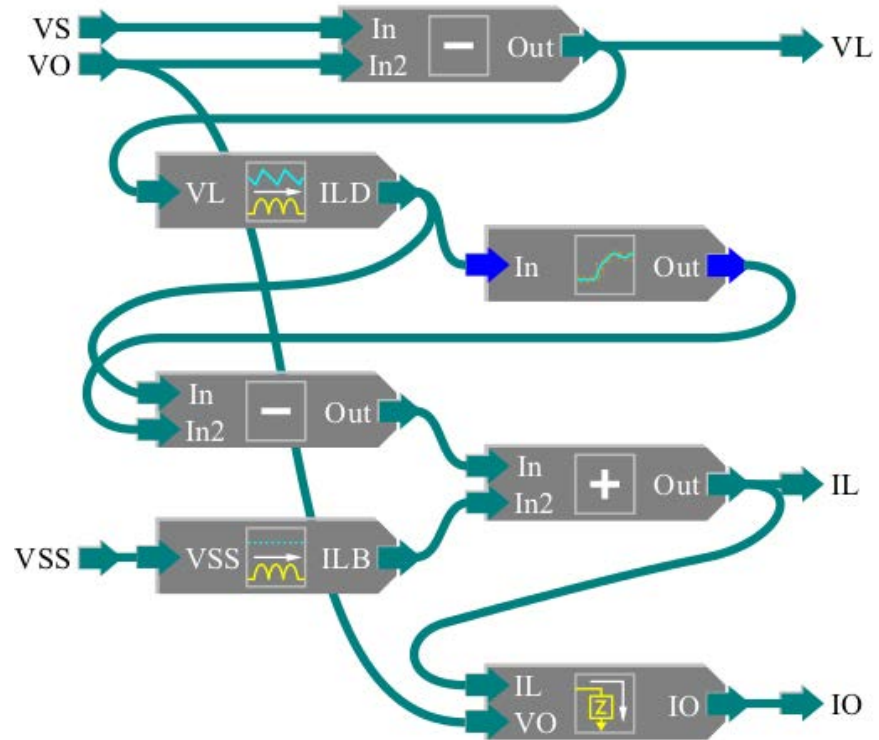 VS In Out VL
VO In2
VL ILD
In Out
In Out
In2
In Out IL
In2
VSS VSS ILB
IL IO IO
VO
Z